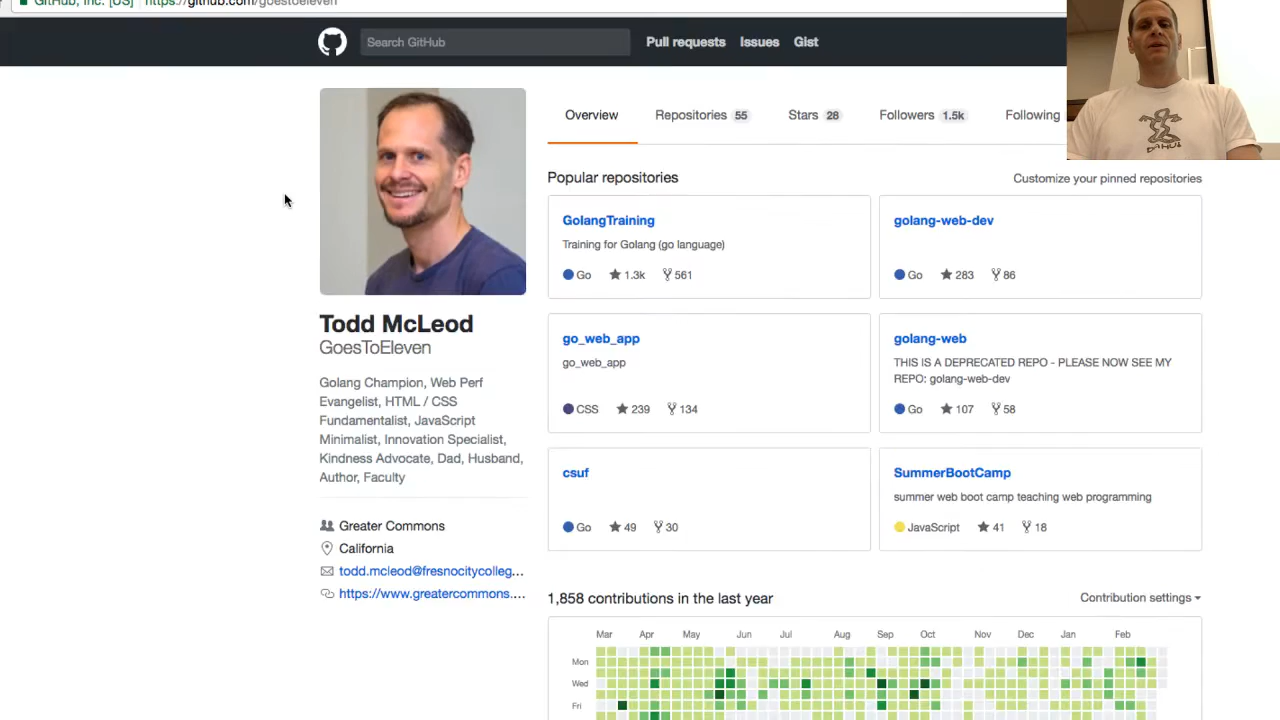 GitHub, Inc. [US] https://github.com/goestoeleven
Search GitHub
Pull requests Issues Gist
Overview Repositories 55 Stars 28 Followers 1.5k Following
Popular repositories
Customize your pinned repositories
GolangTraining
Training for Golang (go language)
Go 1.3k 561
golang-web-dev
Go 283 86
go_web_app
go_web_app
CSS 239 134
golang-web
THIS IS A DEPRECATED REPO - PLEASE NOW SEE MY
REPO: golang-web-dev
Go 107 58
csuf
Go 49 30
SummerBootCamp
summer web boot camp teaching web programming
JavaScript 41 18
Todd McLeod
GoesToEleven
Golang Champion, Web Perf
Evangelist, HTML / CSS
Fundamentalist, JavaScript
Minimalist, Innovation Specialist,
Kindness Advocate, Dad, Husband,
Author, Faculty
Greater Commons
California
todd.mcleod@fresnocitycolleg...
https://www.greatercommons....
1,858 contributions in the last year
Contribution settings
Mar Apr May Jun Jul Aug Sep Oct Nov Dec Jan Feb
Mon
Wed
Fri